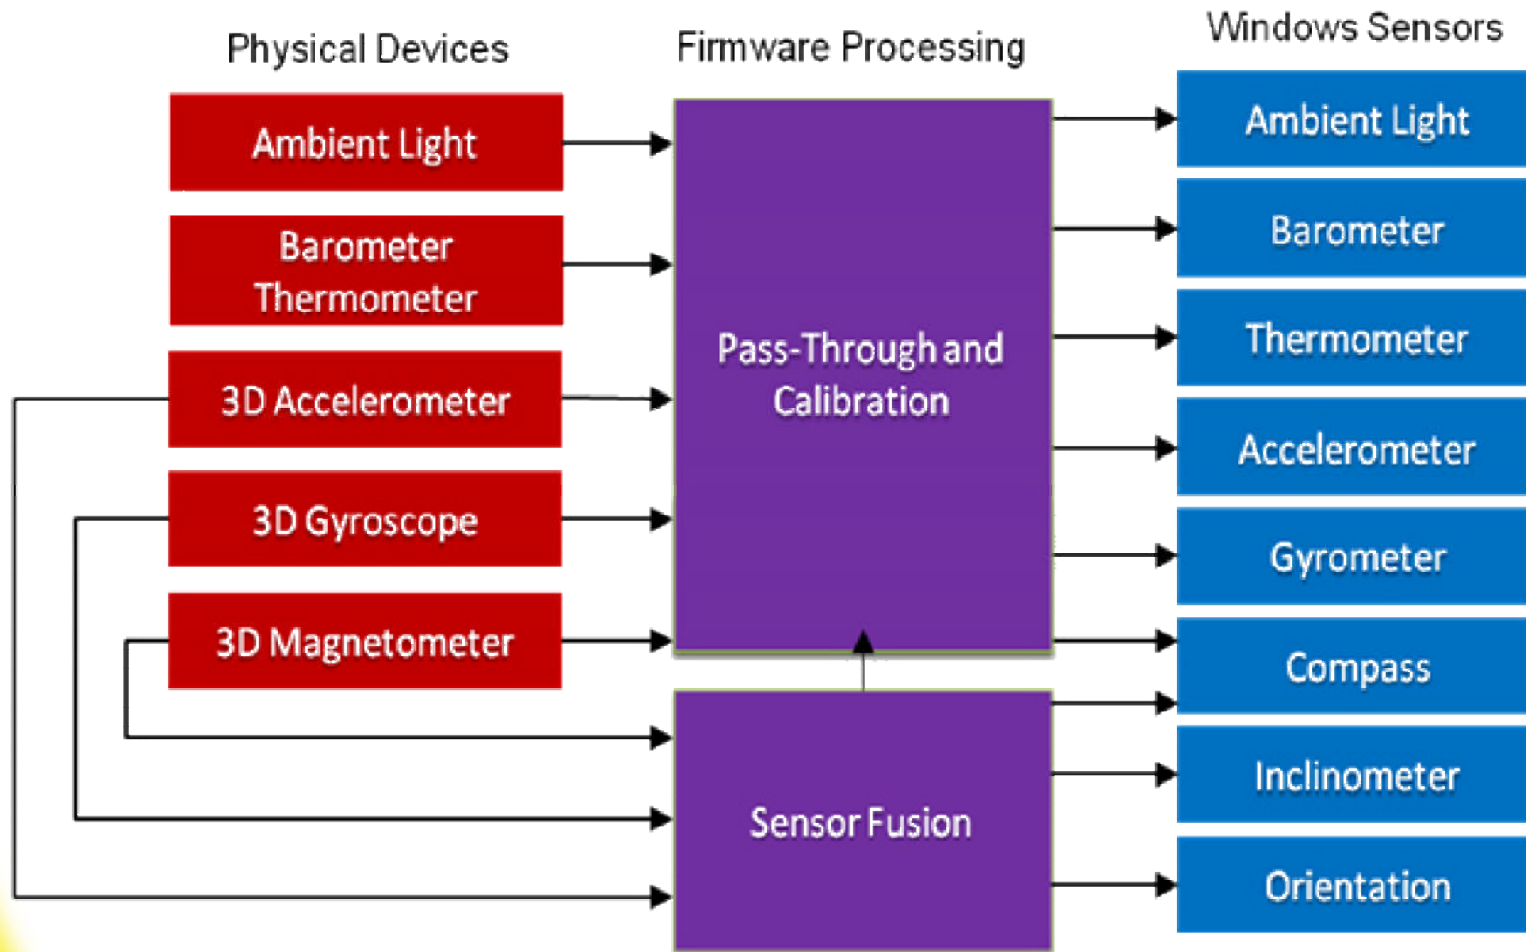 Physical Devices
Firmware Processing
Windows Sensors
Ambient Light
Barometer
Thermometer
3D Accelerometer
3D Gyroscope
3D Magnetometer
Pass-Through and
Calibration
Sensor Fusion
Ambient Light
Barometer
Thermometer
Accelerometer
Gyrometer
Compass
Inclinometer
Orientation